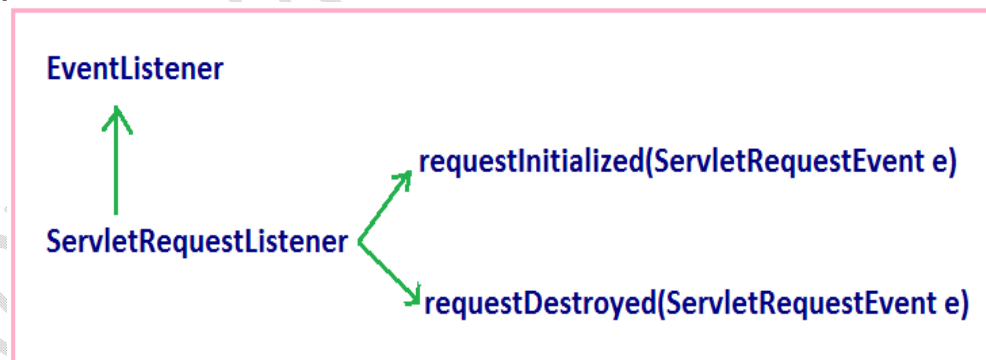 EventListener
requestInitialized(ServletRequestEvent e)
ServletRequestListener
requestDestroyed(ServletRequestEvent e)